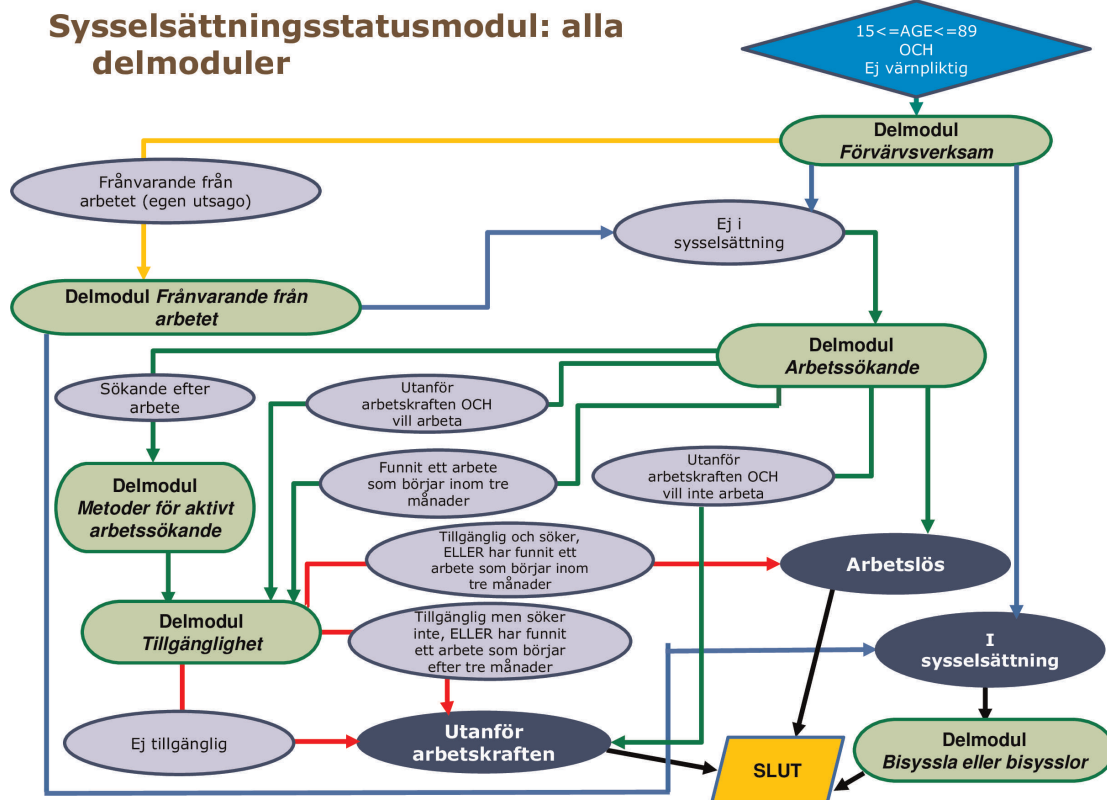 Sysselsättningsstatusmodul: alla
delmoduler
15<=AGE<=89
OCH
Ej värnpliktig
Delmodul
Förvärvsverksam
Frånvarande från
arbetet (egen utsago)
Ej i
sysselsättning
Delmodul Frånvarande från
arbetet
Delmodul
Arbetssökande
Sökande efter
arbete
Utanför
arbetskraften OCH
vill arbeta
Funnit ett arbete
som börjar inom tre
månader
Utanför
arbetskraften OCH
vill inte arbeta
Delmodul
Metoder för aktivt
arbetssökande
Tillgänglig och söker,
ELLER har funnit ett
arbete som börjar inom
tre månader
Arbetslös
Delmodul
Tillgänglighet
Tillgänglig men söker
inte, ELLER har funnit
ett arbete som börjar
efter tre månader
I
sysselsättning
Ej tillgänglig
Utanför
arbetskraften
SLUT
Delmodul
Bisyssla eller bisysslor